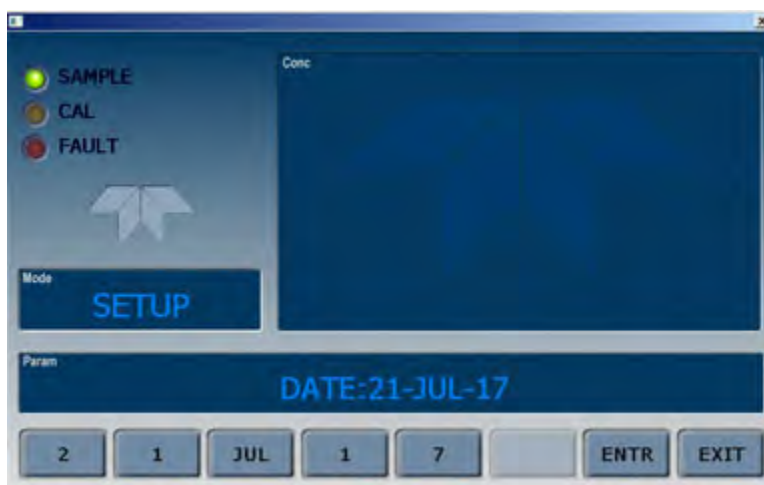 SAMPLE
CAL
FAULT
Conc
Mode
SETUP
Param
DATE:21-JUL-17
2 1 JUL 1 7 ENTR EXIT